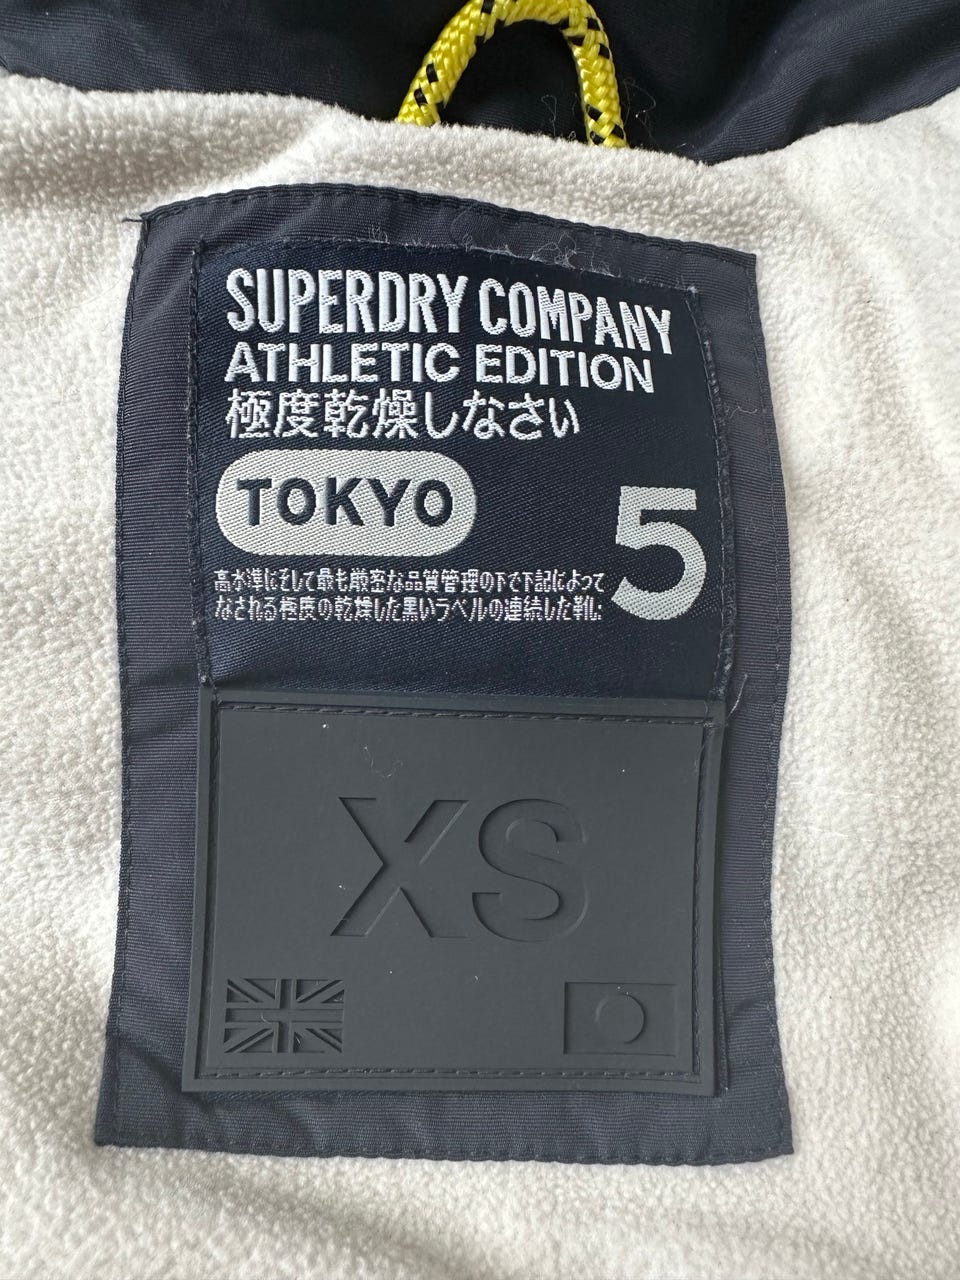 SUPERDRY COMPANY
ATHLETIC EDITION
極度乾燥しなさい
TOKYO
5
高水準にそして最も厳密な品質管理の下で下記によって
なされる極度の乾燥した黒いラベルの連続した靴:
XS